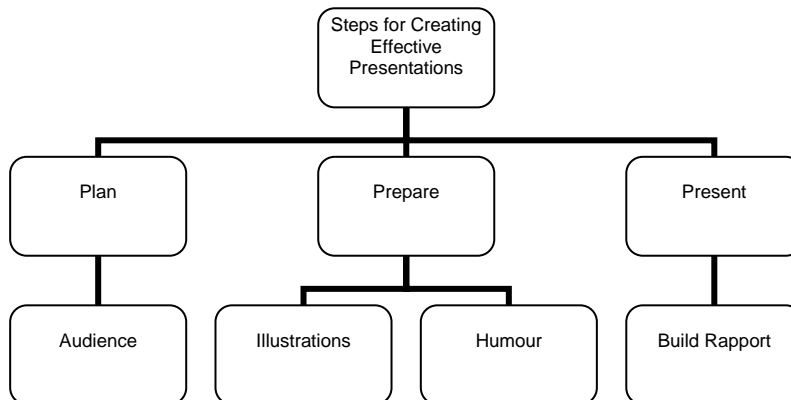 Steps for Creating
Effective
Presentations
Plan
Prepare
Present
Audience
Illustrations
Humour
Build Rapport